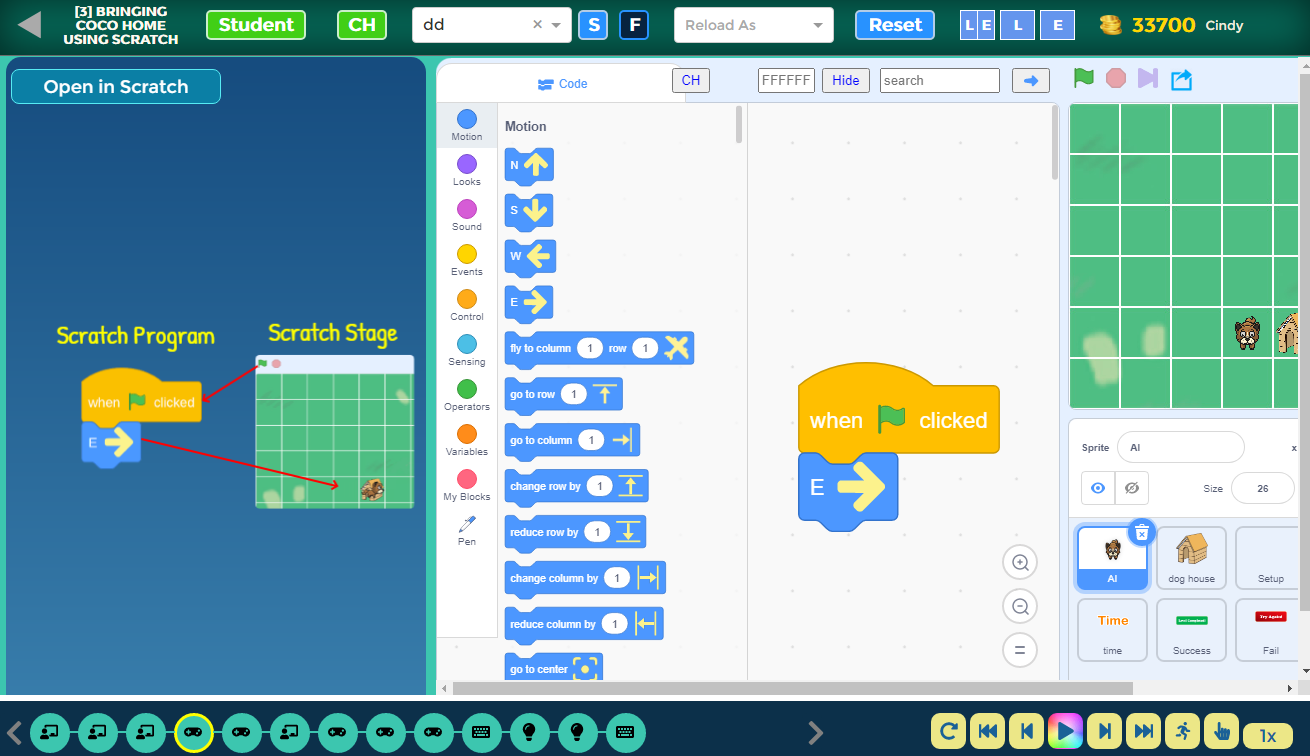 [3] BRINGING
COCO HOME
USING SCRATCH
Student
CH
dd
S
F
Reload As
Reset
L E
L
E
33700
Cindy
Open in Scratch
Scratch Program
Scratch Stage
when clicked
E
Code
CH
FFFFFF
Hide
search
Motion
Looks
Sound
Events
Control
Sensing
Operators
Variables
My Blocks
Pen
Motion
N
S
W
E
fly to column 1 row 1
go to row 1
go to column 1
change row by 1
reduce row by 1
change column by 1
reduce column by 1
go to center
when clicked
E
Sprite
AI
x
Size
26
AI
dog house
Setup
Time
time
Success
Try Again!
Fail
1x